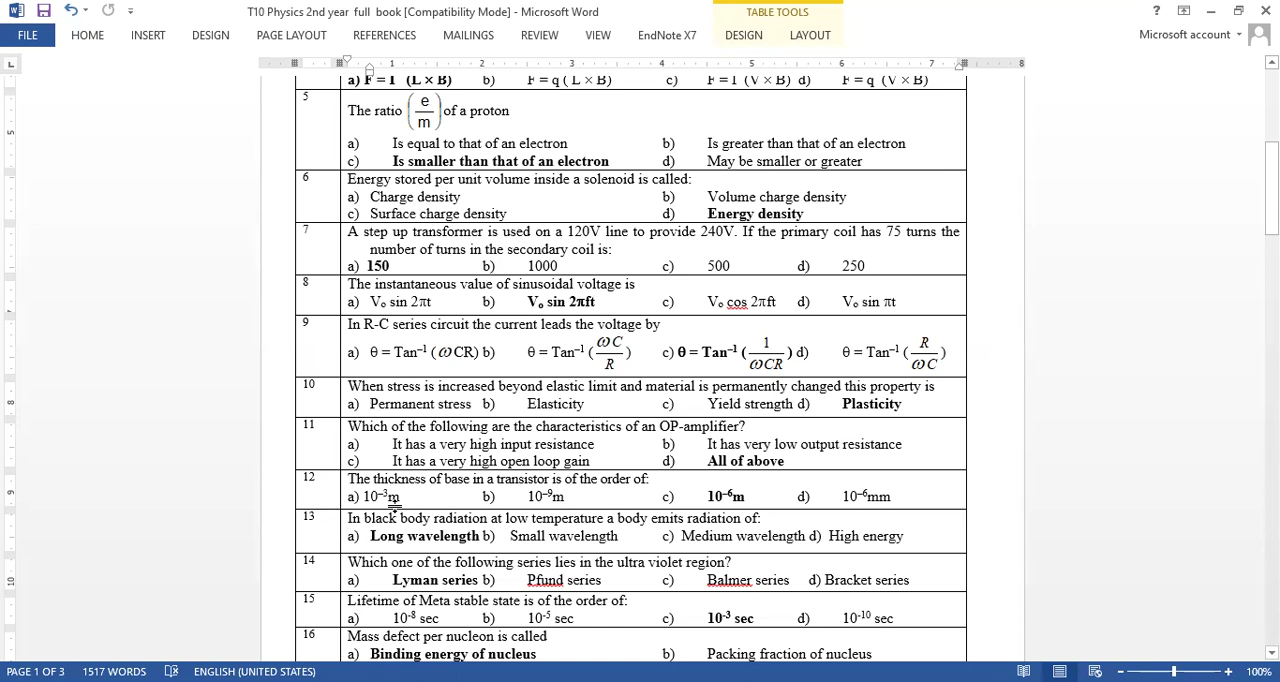 T10 Physics 2nd year full book [Compatibility Mode] - Microsoft Word
TABLE TOOLS
FILE HOME INSERT DESIGN PAGE LAYOUT REFERENCES MAILINGS REVIEW VIEW EndNote X7 DESIGN LAYOUT Microsoft account
1 2 3 4 5 6 7 8
a) F = I (L × B) b) F = q ( L × B) c) F = I (V × B) d) F = q (V × B)
5 The ratio (e/m) of a proton
a) Is equal to that of an electron b) Is greater than that of an electron
c) Is smaller than that of an electron d) May be smaller or greater
6 Energy stored per unit volume inside a solenoid is called:
a) Charge density b) Volume charge density
c) Surface charge density d) Energy density
7 A step up transformer is used on a 120V line to provide 240V. If the primary coil has 75 turns the
number of turns in the secondary coil is:
a) 150 b) 1000 c) 500 d) 250
8 The instantaneous value of sinusoidal voltage is
a) Vₒ sin 2πt b) Vₒ sin 2πft c) Vₒ cos 2πft d) Vₒ sin πt
9 In R-C series circuit the current leads the voltage by
a) θ = Tan⁻¹ (ωCR) b) θ = Tan⁻¹ (ωC/R) c) θ = Tan⁻¹ (1/ωCR) d) θ = Tan⁻¹ (R/ωC)
10 When stress is increased beyond elastic limit and material is permanently changed this property is
a) Permanent stress b) Elasticity c) Yield strength d) Plasticity
11 Which of the following are the characteristics of an OP-amplifier?
a) It has a very high input resistance b) It has very low output resistance
c) It has a very high open loop gain d) All of above
12 The thickness of base in a transistor is of the order of:
a) 10⁻³m b) 10⁻⁹m c) 10⁻⁶m d) 10⁻⁶mm
13 In black body radiation at low temperature a body emits radiation of:
a) Long wavelength b) Small wavelength c) Medium wavelength d) High energy
14 Which one of the following series lies in the ultra violet region?
a) Lyman series b) Pfund series c) Balmer series d) Bracket series
15 Lifetime of Meta stable state is of the order of:
a) 10⁻⁸ sec b) 10⁻⁵ sec c) 10⁻³ sec d) 10⁻¹⁰ sec
16 Mass defect per nucleon is called
a) Binding energy of nucleus b) Packing fraction of nucleus
PAGE 1 OF 3 1517 WORDS ENGLISH (UNITED STATES) 100%